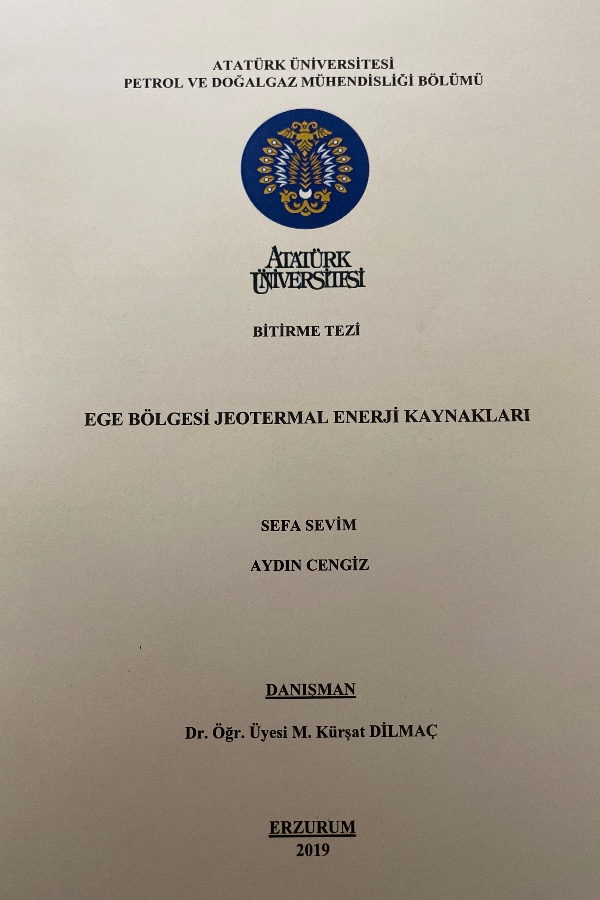 ATATÜRK ÜNİVERSİTESİ
PETROL VE DOĞALGAZ MÜHENDİSLİĞİ BÖLÜMÜ
ATATÜRK
ÜNİVERSİTESİ
BİTİRME TEZİ
EGE BÖLGESİ JEOTERMAL ENERJİ KAYNAKLARI
SEFA SEVİM
AYDIN CENGİZ
DANIŞMAN
Dr. Öğr. Üyesi M. Kürşat DİLMAÇ
ERZURUM
2019